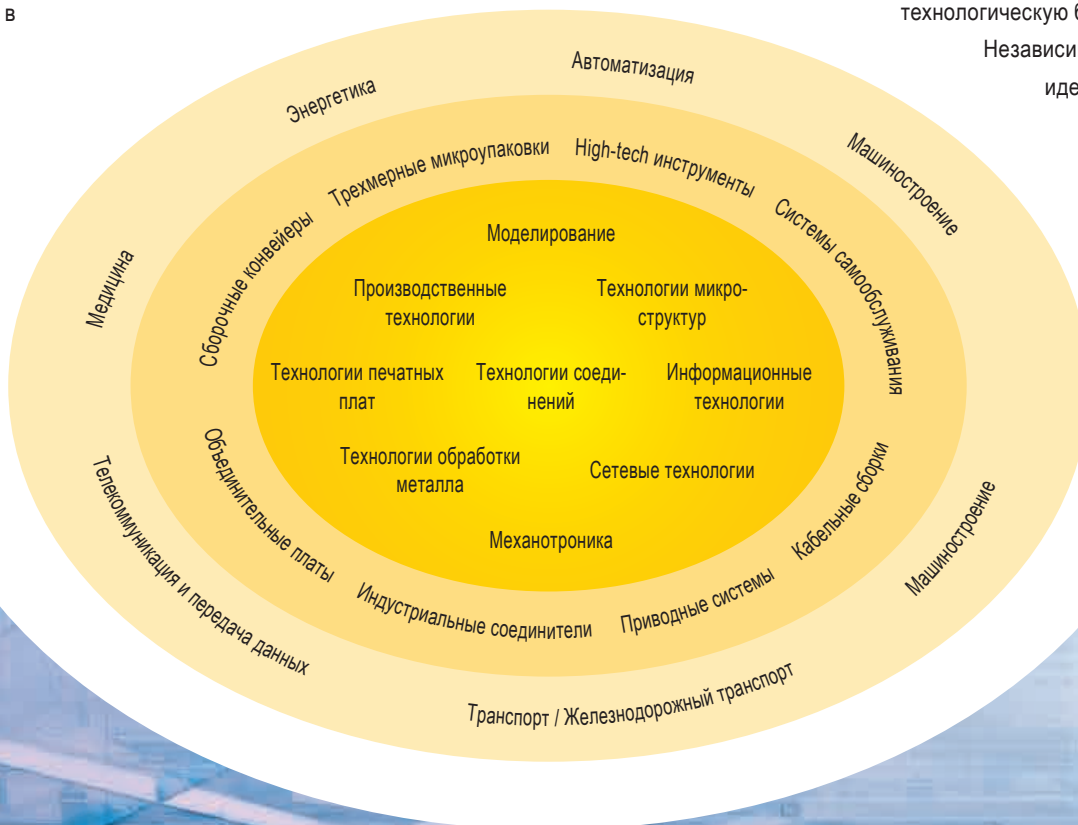 в
технологическую
Независи
иде
Энергетика
Автоматизация
Машиностроение
Медицина
Телекоммуникация и передача данных
Транспорт / Железнодорожный транспорт
Машиностроение
Сборочные конвейеры
Трехмерные микроупаковки
High-tech инструменты
Системы самообслуживания
Объединительные платы
Индустриальные соединители
Приводные системы
Кабельные сборки
Моделирование
Производственные
технологии
Технологии микро-
структур
Технологии печатных
плат
Технологии соеди-
нений
Информационные
технологии
Технологии обработки
металла
Сетевые технологии
Механотроника